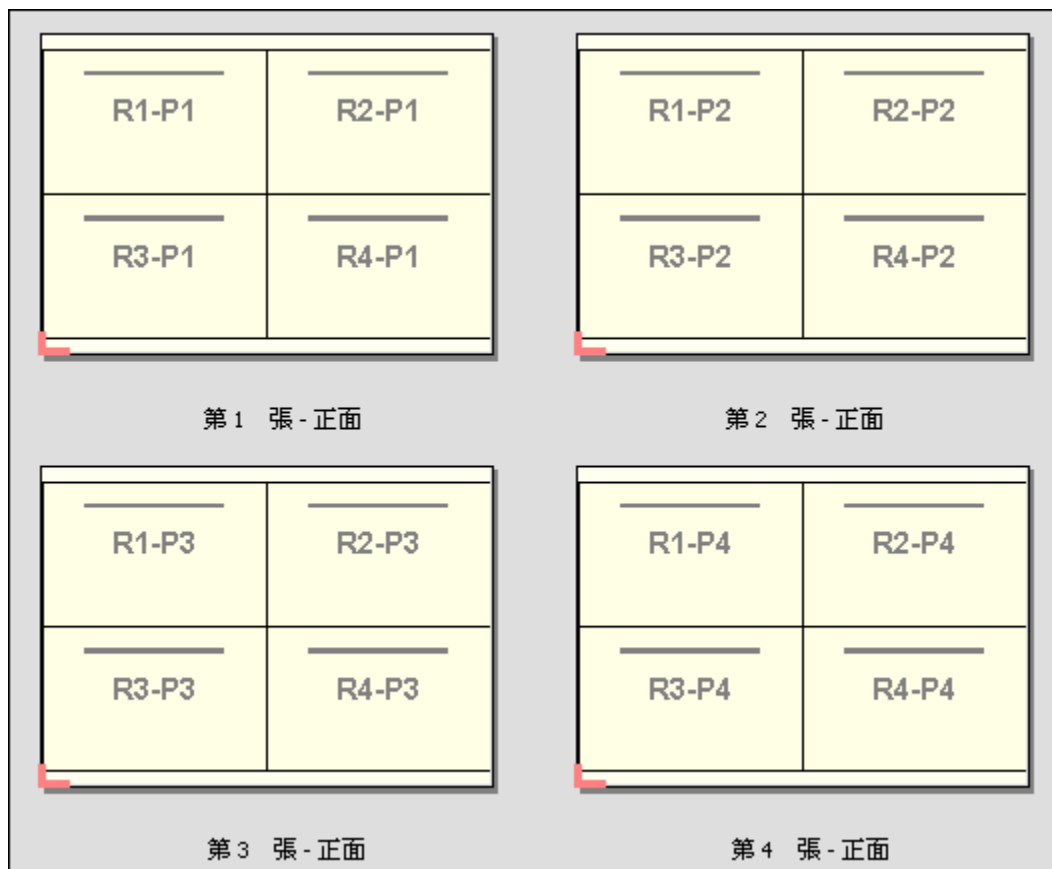 R1-P1 R2-P1 R1-P2 R2-P2
R3-P1 R4-P1 R3-P2 R4-P2
第 1 張 - 正面 第 2 張 - 正面
R1-P3 R2-P3 R1-P4 R2-P4
R3-P3 R4-P3 R3-P4 R4-P4
第 3 張 - 正面 第 4 張 - 正面